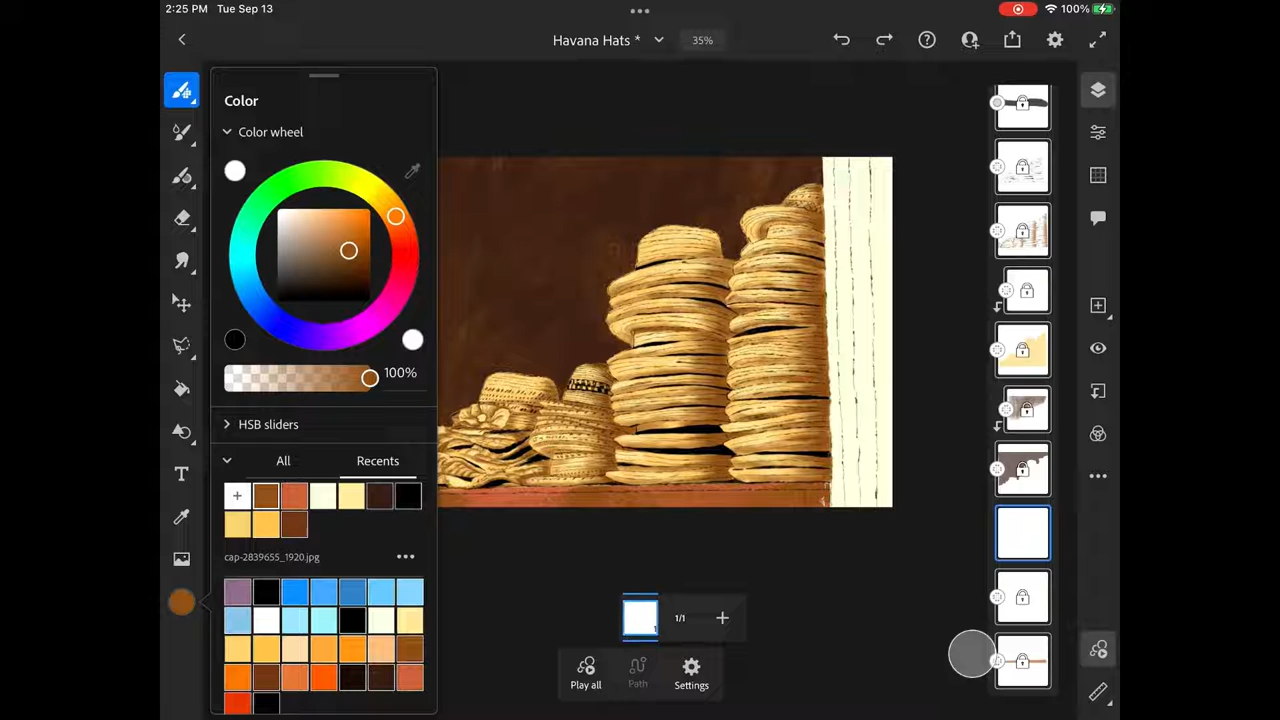 2:25 PM Tue Sep 13
100%
Havana Hats *
35%
Color
Color wheel
100%
HSB sliders
All
Recents
cap-2839655_1920.jpg
1
1/1
Play all
Path
Settings